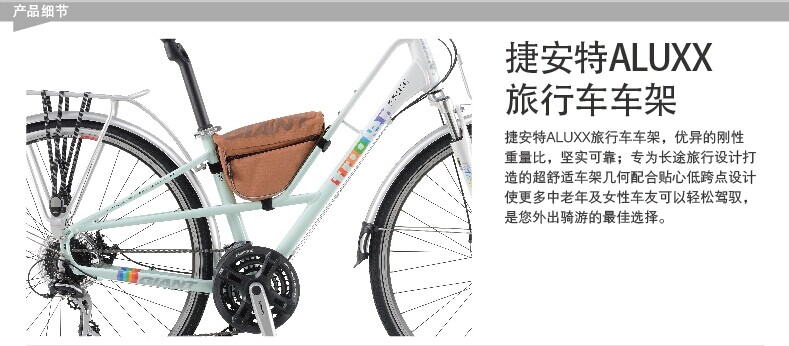 产品细节
捷安特ALUXX
旅行车车架
捷安特ALUXX旅行车车架，优异的刚性
重量比，坚实可靠；专为长途旅行设计打
造的超舒适车架几何配合贴心低跨点设计
使更多中老年及女性车友可以轻松驾驭，
是您外出骑游的最佳选择。
GIANT
GIANT